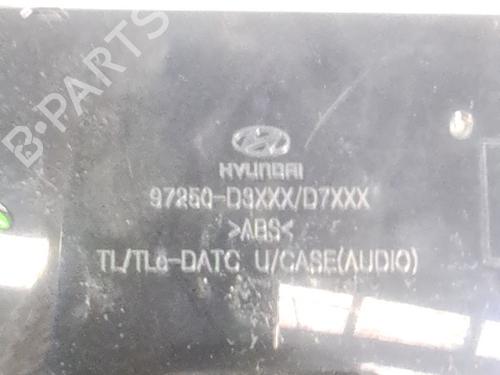 B-PARTS
HYUNDAI
97250-D3XXX/D7XXX
>ABS<
TL/TLe-DATC U/CASE(AUDIO)